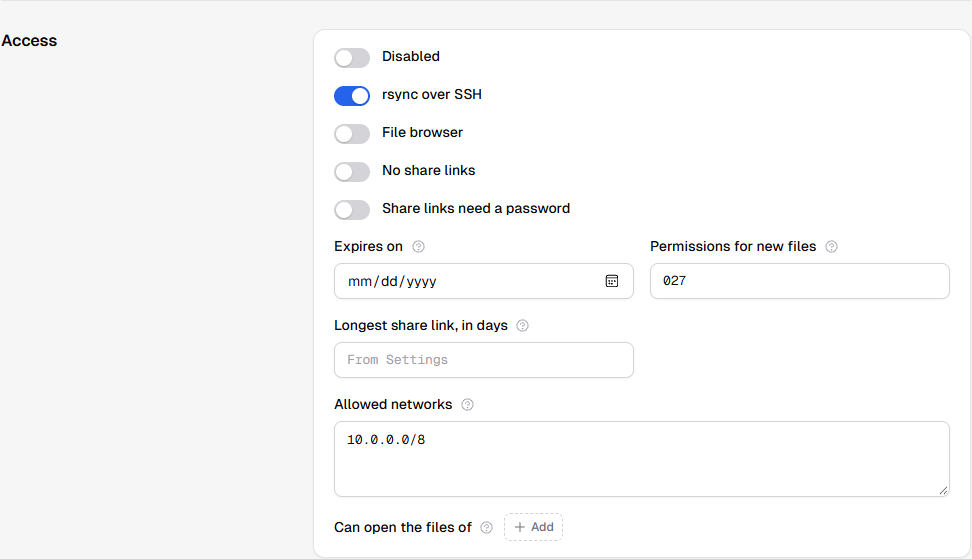 Access
Disabled
rsync over SSH
File browser
No share links
Share links need a password
Expires on
Permissions for new files
mm/dd/yyyy
027
Longest share link, in days
From Settings
Allowed networks
10.0.0.0/8
Can open the files of
+ Add